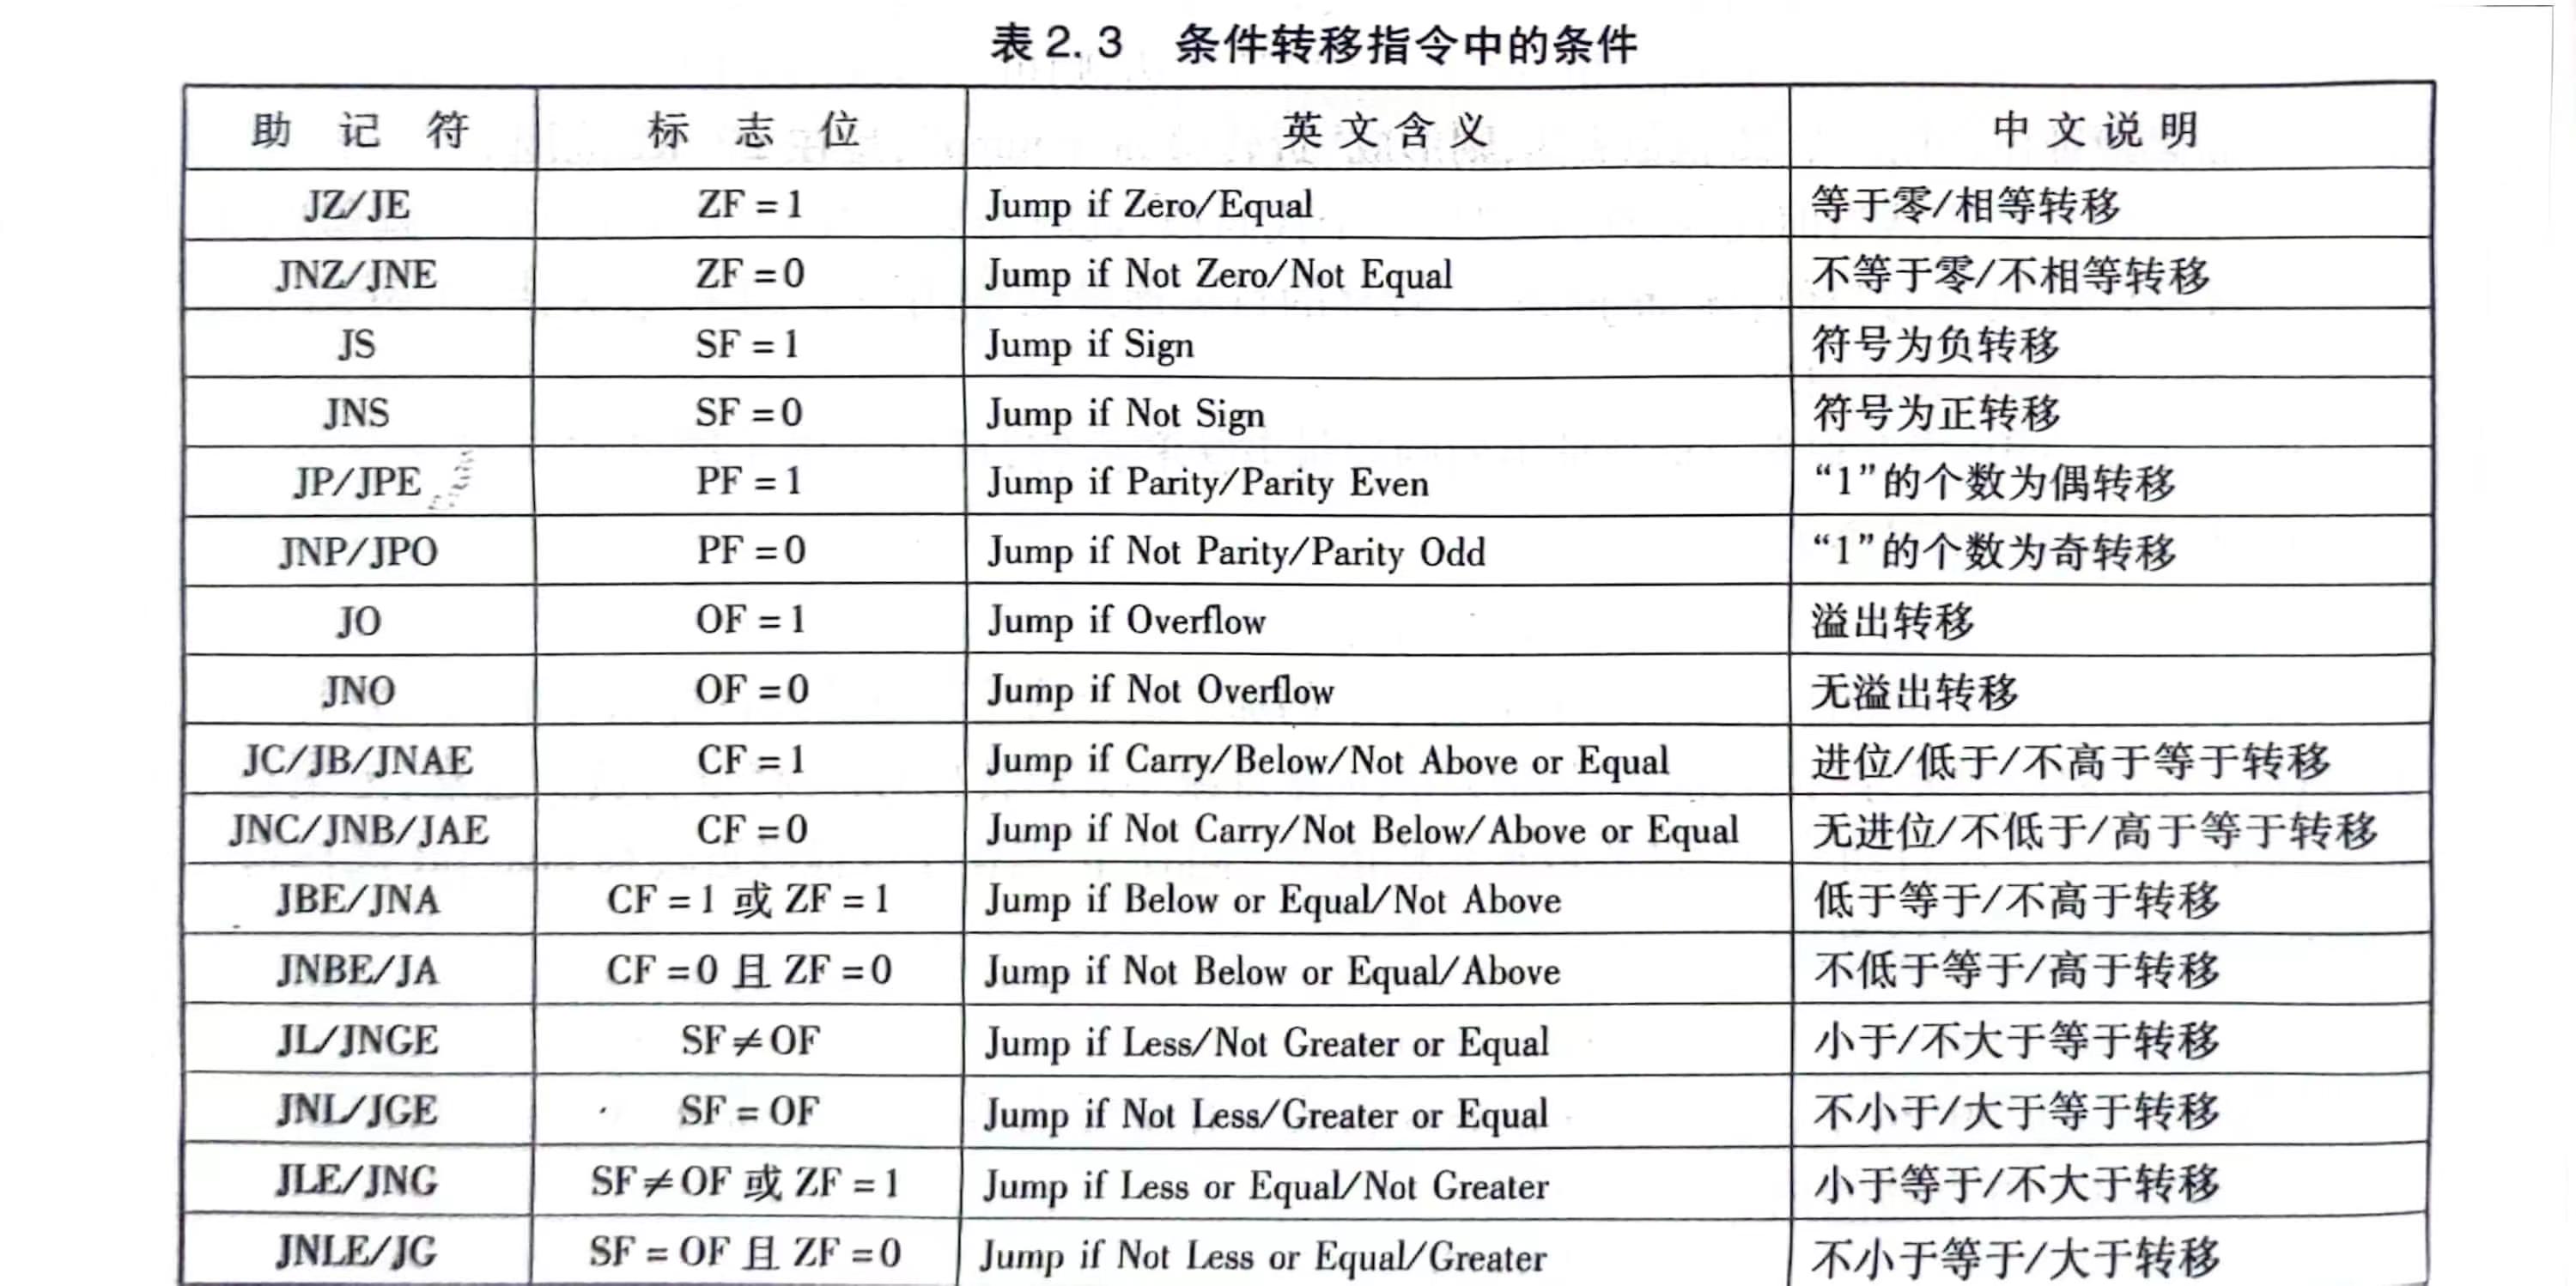 表2.3 条件转移指令中的条件
助记符 标志位 英文含义 中文说明
JZ/JE ZF=1 Jump if Zero/Equal 等于零/相等转移
JNZ/JNE ZF=0 Jump if Not Zero/Not Equal 不等于零/不相等转移
JS SF=1 Jump if Sign 符号为负转移
JNS SF=0 Jump if Not Sign 符号为正转移
JP/JPE PF=1 Jump if Parity/Parity Even “1”的个数为偶转移
JNP/JPO PF=0 Jump if Not Parity/Parity Odd “1”的个数为奇转移
JO OF=1 Jump if Overflow 溢出转移
JNO OF=0 Jump if Not Overflow 无溢出转移
JC/JB/JNAE CF=1 Jump if Carry/Below/Not Above or Equal 进位/低于/不高于等于转移
JNC/JNB/JAE CF=0 Jump if Not Carry/Not Below/Above or Equal 无进位/不低于/高于等于转移
JBE/JNA CF=1 或 ZF=1 Jump if Below or Equal/Not Above 低于等于/不高于转移
JNBE/JA CF=0 且 ZF=0 Jump if Not Below or Equal/Above 不低于等于/高于转移
JL/JNGE SF≠OF Jump if Less/Not Greater or Equal 小于/不大于等于转移
JNL/JGE SF=OF Jump if Not Less/Greater or Equal 不小于/大于等于转移
JLE/JNG SF≠OF 或 ZF=1 Jump if Less or Equal/Not Greater 小于等于/不大于转移
JNLE/JG SF=OF 且 ZF=0 Jump if Not Less or Equal/Greater 不小于等于/大于转移